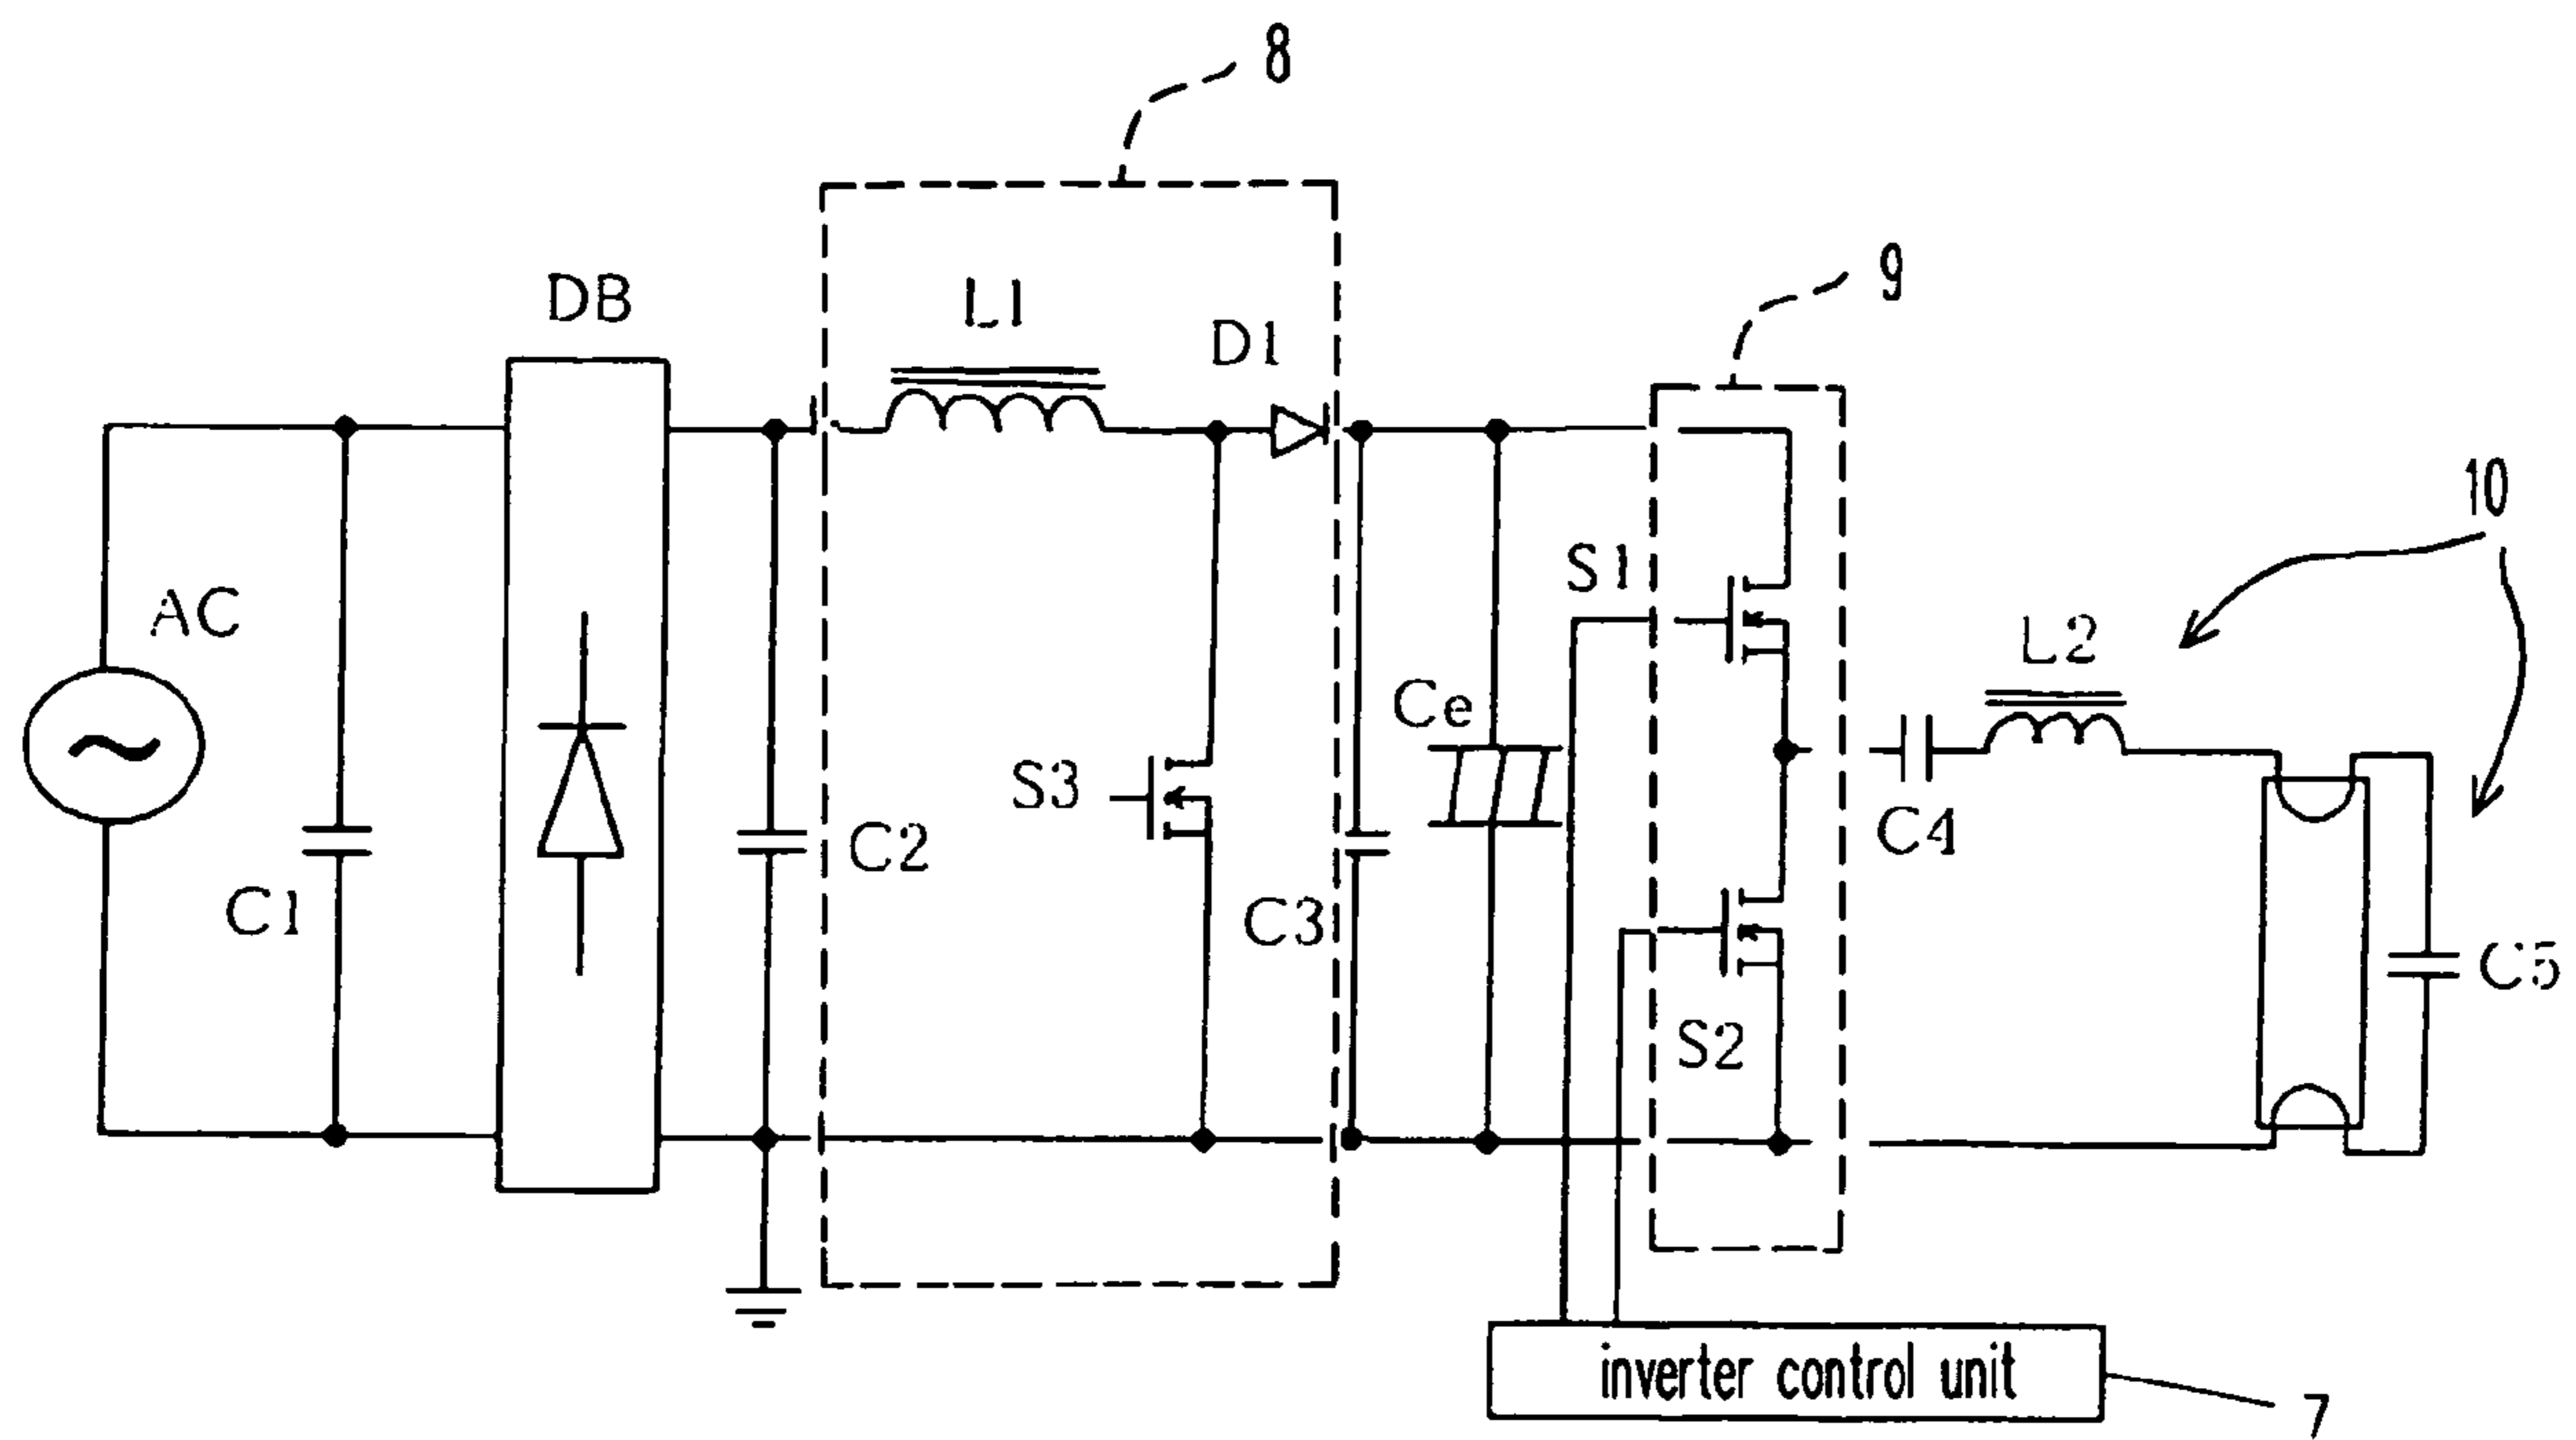 8
9
DB
L1
D1
10
AC
S1
L2
Ce
S3
C2
C4
C1
C3
C5
S2
inverter control unit
7